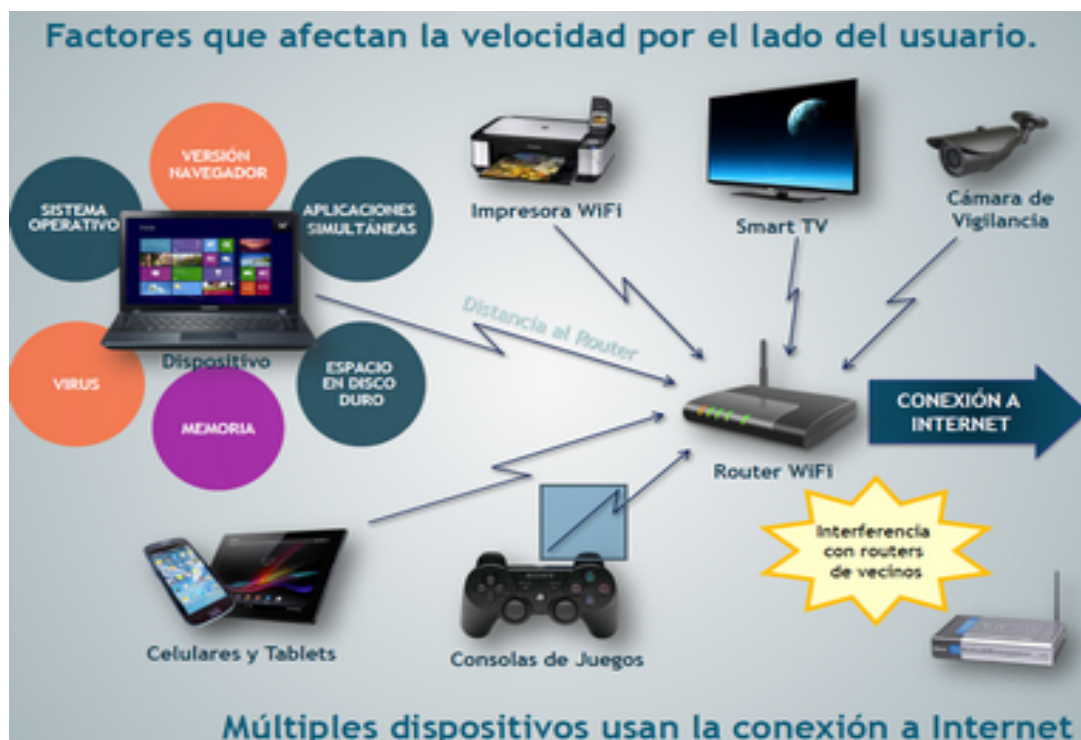 Factores que afectan la velocidad por el lado del usuario.
VERSIÓN
NAVEGADOR
SISTEMA
OPERATIVO
APLICACIONES
SIMULTÁNEAS
Impresora WiFi
Smart TV
Cámara de
Vigilancia
Distancia al Router
Dispositivo
VIRUS
MEMORIA
ESPACIO
EN DISCO
DURO
CONEXIÓN A
INTERNET
Router WiFi
Interferencia
con routers
de vecinos
Celulares y Tablets
SONY
Consolas de Juegos
Múltiples dispositivos usan la conexión a Internet